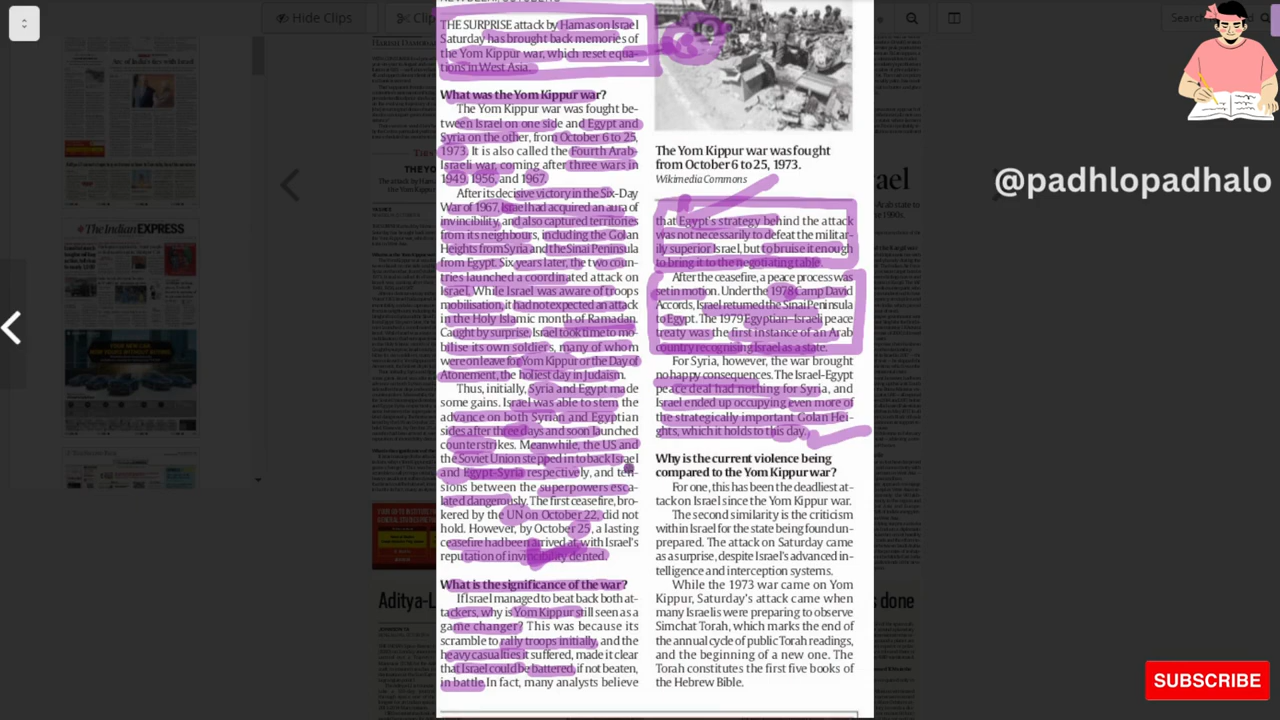 Hide Clips
THE SURPRISE attack by Hamas on Israel
Saturday has brought back memories of
the Yom Kippur war, which reset equa-
tions in West Asia.
What was the Yom Kippur war?
The Yom Kippur war was fought be-
tween Israel on one side and Egypt and
Syria on the other, from October 6 to 25,
1973. It is also called the Fourth Arab-
Israeli war, coming after three wars in
1949, 1956, and 1967.
After its decisive victory in the Six-Day
War of 1967, Israel had acquired an aura of
invincibility, and also captured territories
from its neighbours, including the Golan
Heights from Syria and the Sinai Peninsula
from Egypt. Six years later, the two coun-
tries launched a coordinated attack on
Israel. While Israel was aware of troops
mobilisation, it had not expected an attack
in the Holy Islamic month of Ramadan.
Caught by surprise, Israel took time to mo-
bilise its own soldiers, many of whom
were on leave for Yom Kippur or the Day of
Atonement, the holiest day in Judaism.
Thus, initially, Syria and Egypt made
some gains. Israel was able to stem the
advance on both Syrian and Egyptian
sides after three days and soon launched
counterstrikes. Meanwhile, the US and
the Soviet Union stepped in to back Israel
and Egypt-Syria respectively, and ten-
sions between the superpowers esca-
lated dangerously. The first ceasefire, bro-
kered by the UN on October 22, did not
hold. However, by October 25, a lasting
ceasefire had been arrived at, with Israel's
reputation of invincibility dented.
What is the significance of the war?
If Israel managed to beat back both at-
tackers, why is Yom Kippur still seen as a
game changer? This was because its
scramble to rally troops initially, and the
heavy casualties it suffered, made it clear
that Israel could be battered, if not beaten,
in battle. In fact, many analysts believe
The Yom Kippur war was fought
from October 6 to 25, 1973.
Wikimedia Commons
that Egypt's strategy behind the attack
was not necessarily to defeat the militar-
ily superior Israel, but to bruise it enough
to bring it to the negotiating table.
After the ceasefire, a peace process was
set in motion. Under the 1978 Camp David
Accords, Israel returned the Sinai Peninsula
to Egypt. The 1979 Egyptian–Israeli peace
treaty was the first instance of an Arab
country recognising Israel as a state.
For Syria, however, the war brought
no happy consequences. The Israel-Egypt
peace deal had nothing for Syria, and
Israel ended up occupying even more of
the strategically important Golan Hei-
ghts, which it holds to this day.
Why is the current violence being
compared to the Yom Kippur war?
For one, this has been the deadliest at-
tack on Israel since the Yom Kippur war.
The second similarity is the criticism
within Israel for the state being found un-
prepared. The attack on Saturday came
as a surprise, despite Israel's advanced in-
telligence and interception systems.
While the 1973 war came on Yom
Kippur, Saturday's attack came when
many Israelis were preparing to observe
Simchat Torah, which marks the end of
the annual cycle of public Torah readings,
and the beginning of a new one. The
Torah constitutes the first five books of
the Hebrew Bible.
@padhlopadhalo
SUBSCRIBE
The Indian EXPRESS
Aditya-L
done